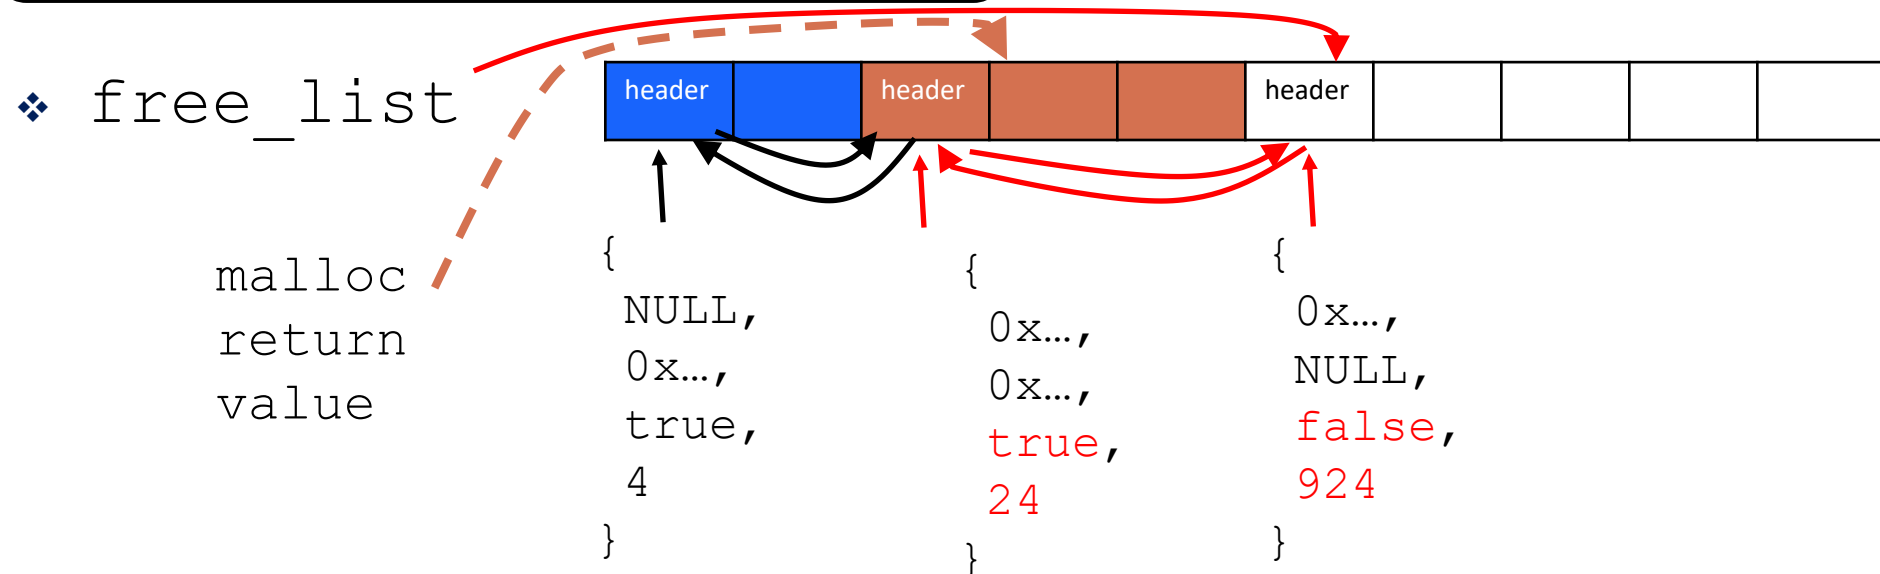 ❖ free_list
header
header
header
malloc
return
value
{
NULL,
0x…,
true,
4
}
{
0x…,
0x…,
true,
24
}
{
0x…,
NULL,
false,
924
}